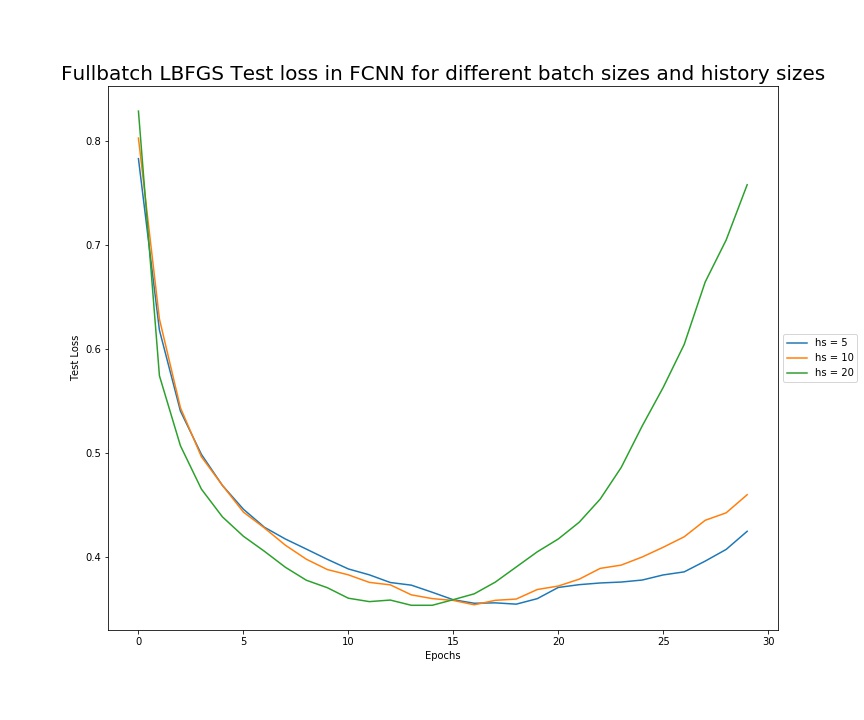 Fullbatch LBFGS Test loss in FCNN for different batch sizes and history sizes
0.8
0.7
0.6
0.5
0.4
Test Loss
0 5 10 15 20 25 30
Epochs
hs = 5
hs = 10
hs = 20